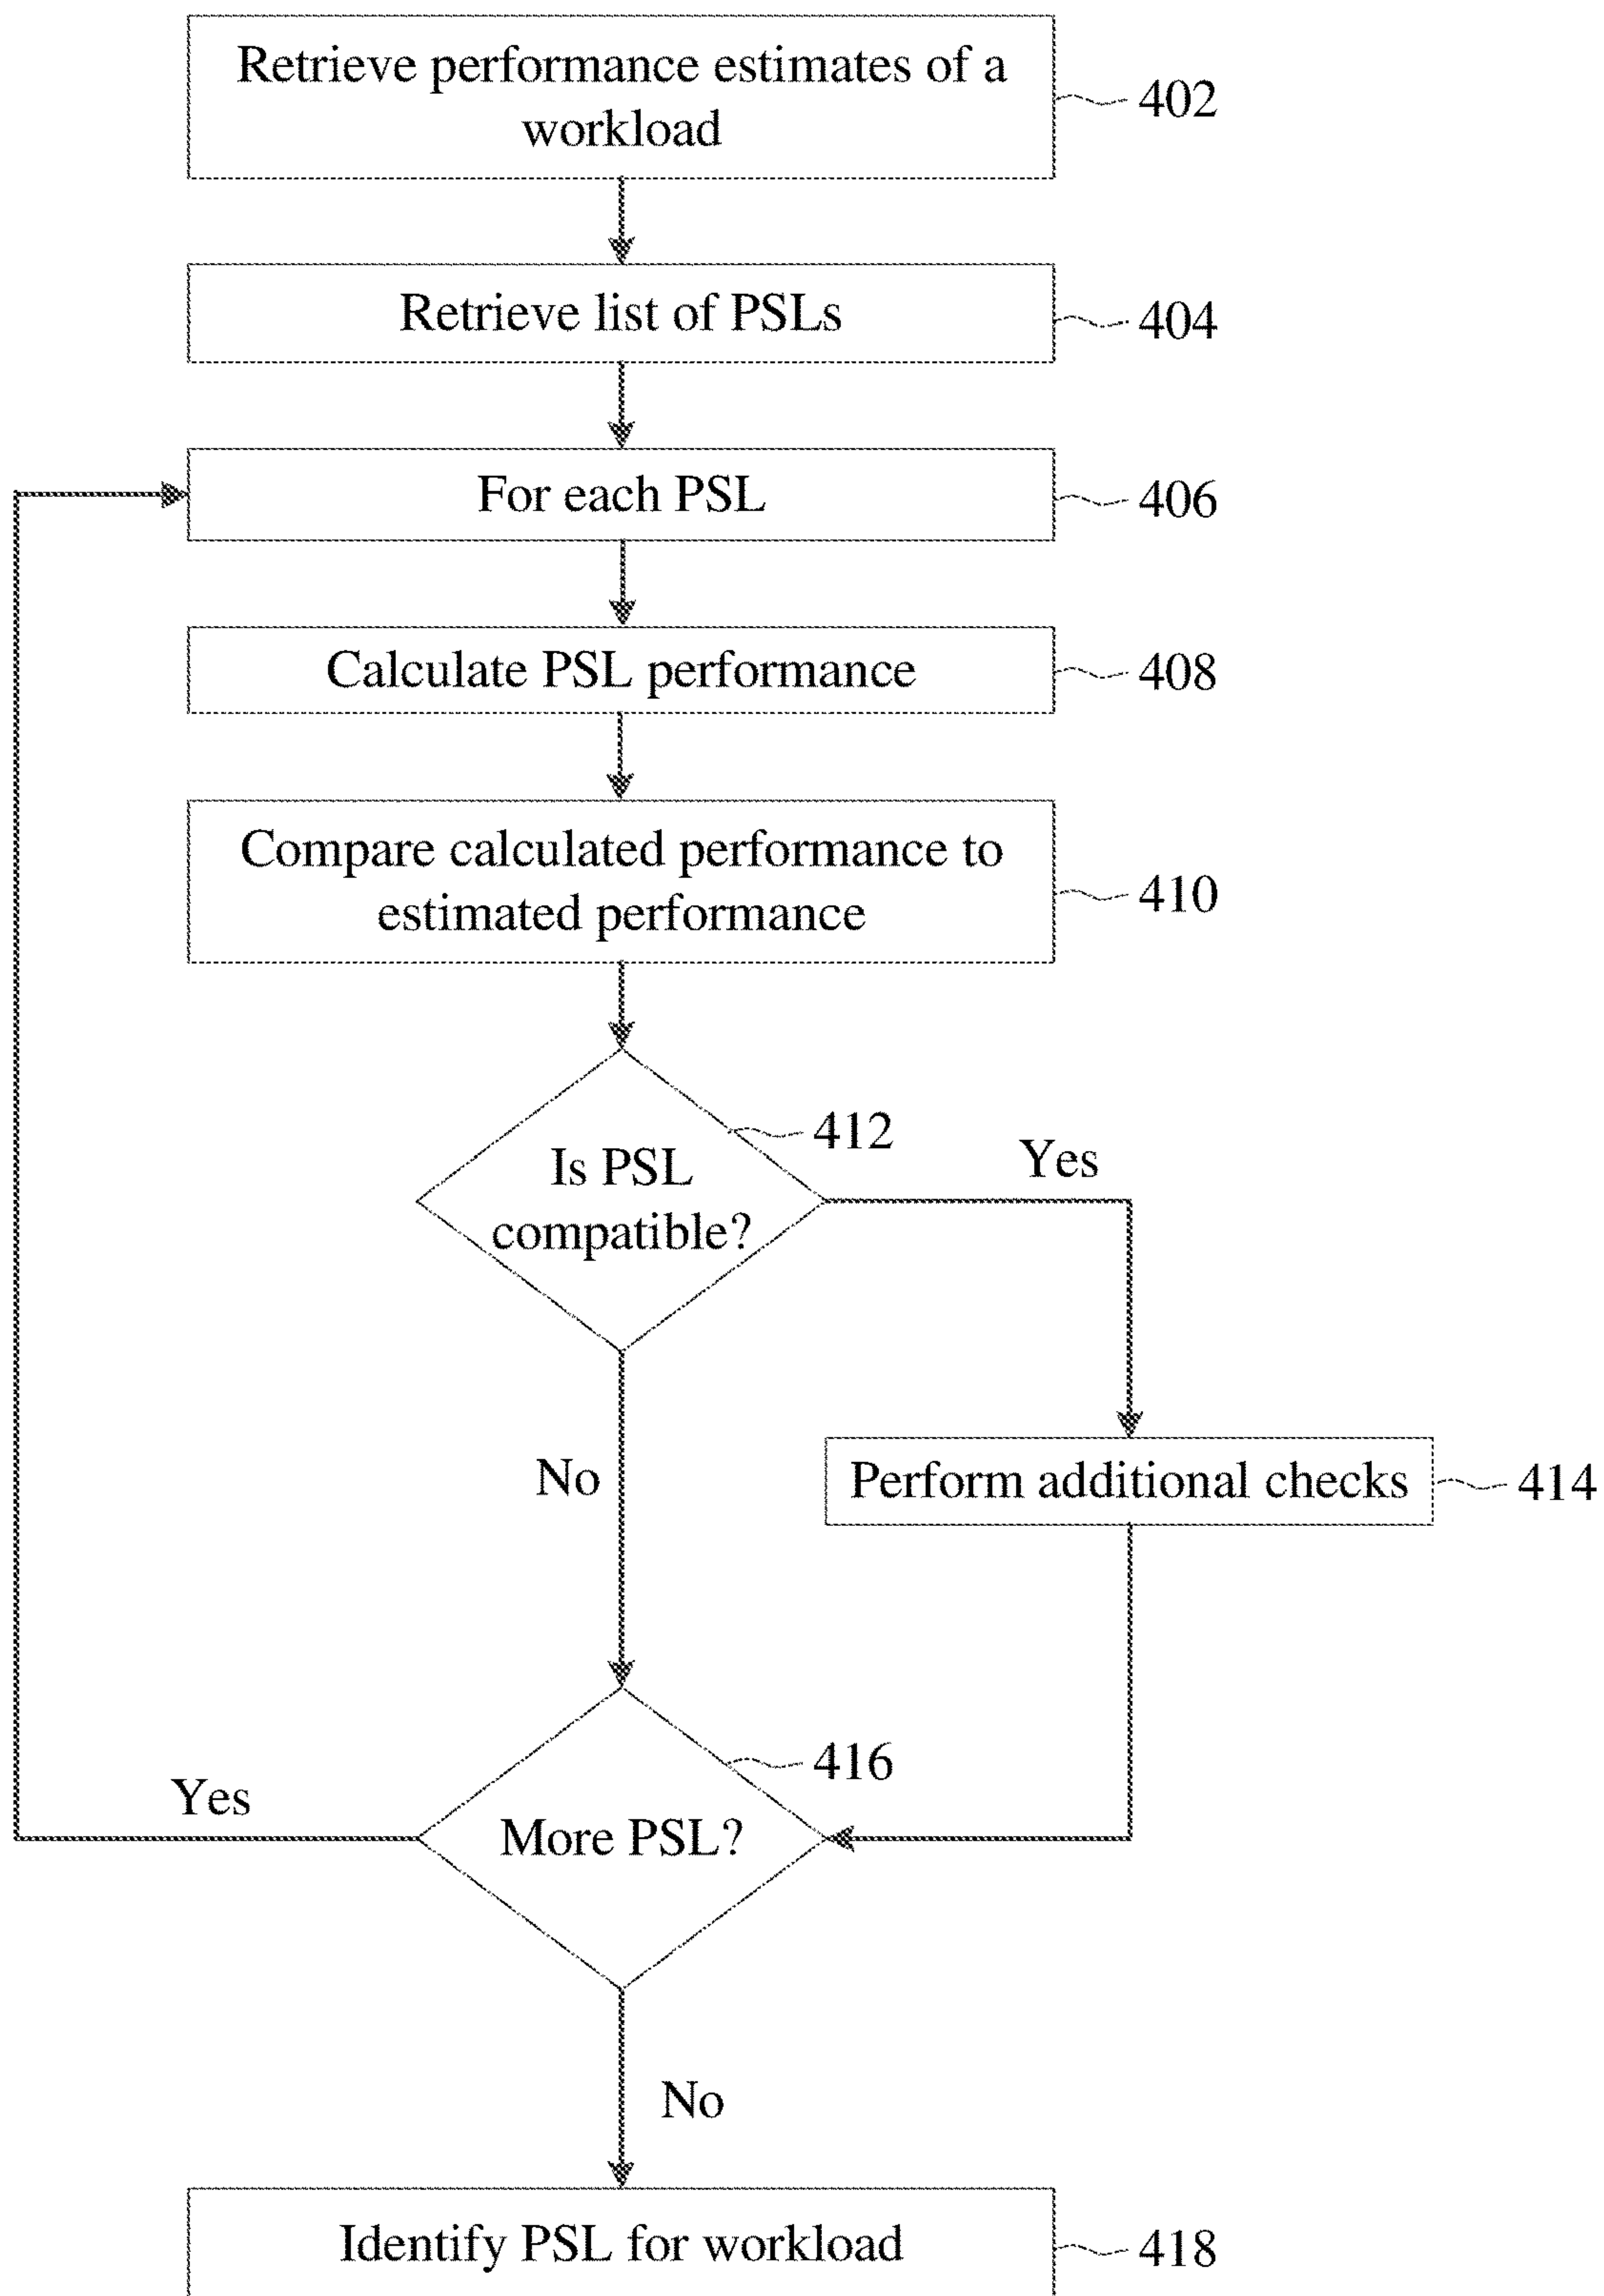 Retrieve performance estimates of a
workload
402
Retrieve list of PSLs
404
For each PSL
406
Calculate PSL performance
408
Compare calculated performance to
estimated performance
410
412
Is PSL
compatible?
Yes
No
Perform additional checks
414
416
More PSL?
Yes
No
Identify PSL for workload
418